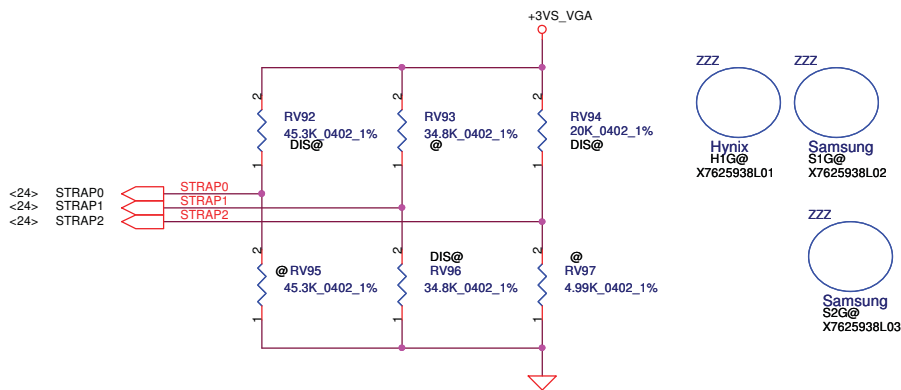 +3VS_VGA
ZZZ
ZZZ
2
2
2
RV92
45.3K_0402_1%
DIS@
RV93
34.8K_0402_1%
@
RV94
20K_0402_1%
DIS@
1
1
1
Hynix
H1G@
X7625938L01
Samsung
S1G@
X7625938L02
<24> STRAP0 STRAP0
<24> STRAP1 STRAP1
<24> STRAP2 STRAP2
ZZZ
2
2
2
@ RV95
45.3K_0402_1%
DIS@
RV96
34.8K_0402_1%
@
RV97
4.99K_0402_1%
1
1
1
Samsung
S2G@
X7625938L03